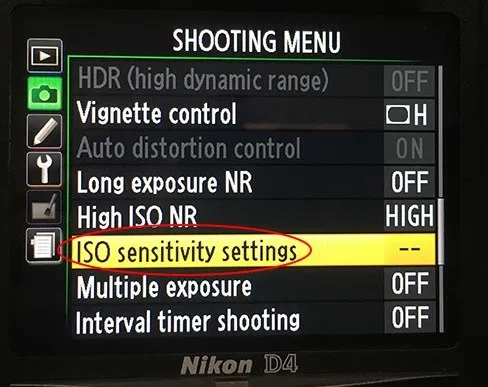 SHOOTING MENU
HDR (high dynamic range) OFF
Vignette control H
Auto distortion control ON
Long exposure NR OFF
High ISO NR HIGH
ISO sensitivity settings --
Multiple exposure OFF
Interval timer shooting OFF
Nikon D4